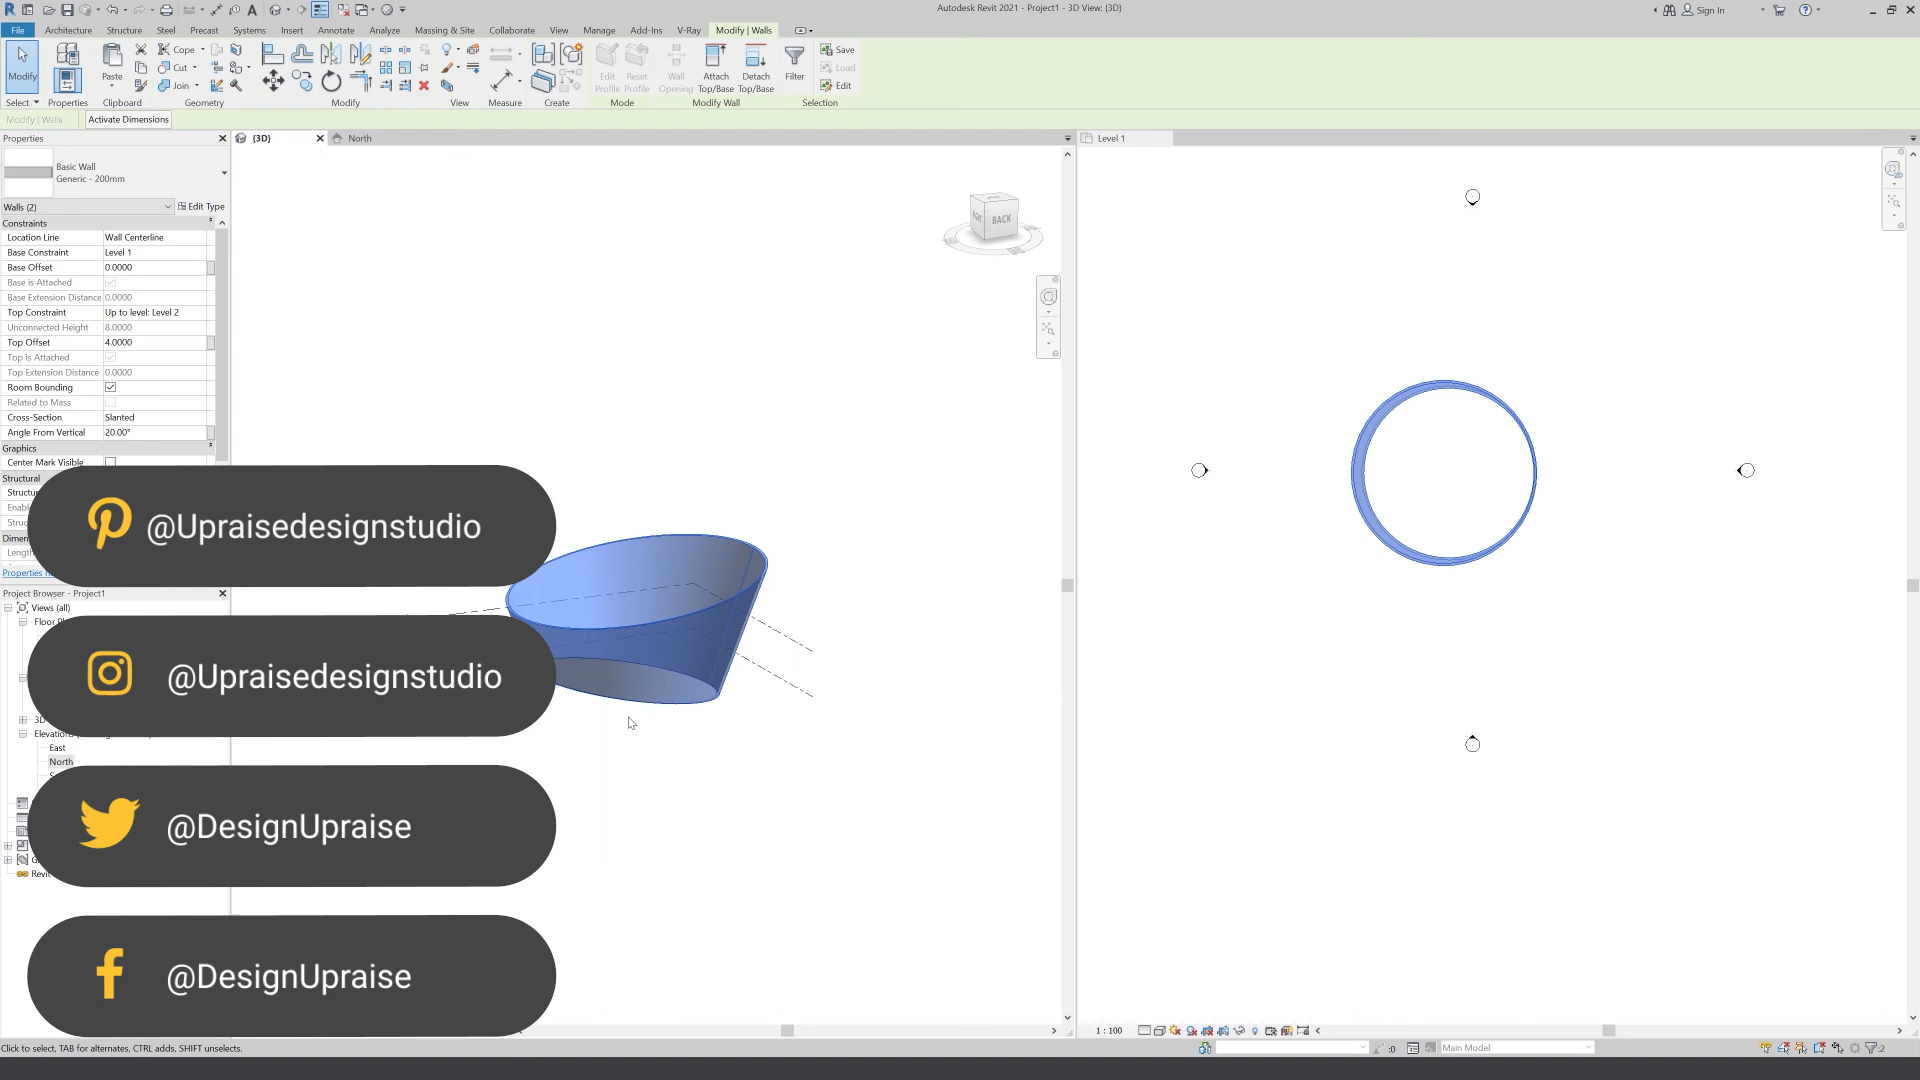 Autodesk Revit 2021 - Project1 - 3D View: {3D}
Sign In
File Architecture Structure Steel Precast Systems Insert Annotate Analyze Massing & Site Collaborate View Manage Add-Ins V-Ray Modify | Walls
Modify
Paste
Cope
Cut
Join
Edit Profile
Reset Profile
Wall Opening
Attach Top/Base
Detach Top/Base
Filter
Save
Load
Edit
Select Properties Clipboard Geometry Modify View Measure Create Mode Modify Wall Selection
Modify | Walls
Activate Dimensions
Properties
{3D}
North
Level 1
Basic Wall
Generic - 200mm
Walls (2)
Edit Type
Constraints
Location Line Wall Centerline
Base Constraint Level 1
Base Offset 0.0000
Base is Attached
Base Extension Distance 0.0000
Top Constraint Up to level: Level 2
Unconnected Height 8.0000
Top Offset 4.0000
Top is Attached
Top Extension Distance 0.0000
Room Bounding
Related to Mass
Cross-Section Slanted
Angle From Vertical 20.00°
Graphics
Center Mark Visible
Structural
BACK
@Upraisedesignstudio
Project Browser - Project1
Views (all)
@Upraisedesignstudio
East
North
@DesignUpraise
Revit
@DesignUpraise
1 : 100
Click to select, TAB for alternates, CTRL adds, SHIFT unselects.
:0
Main Model
:2